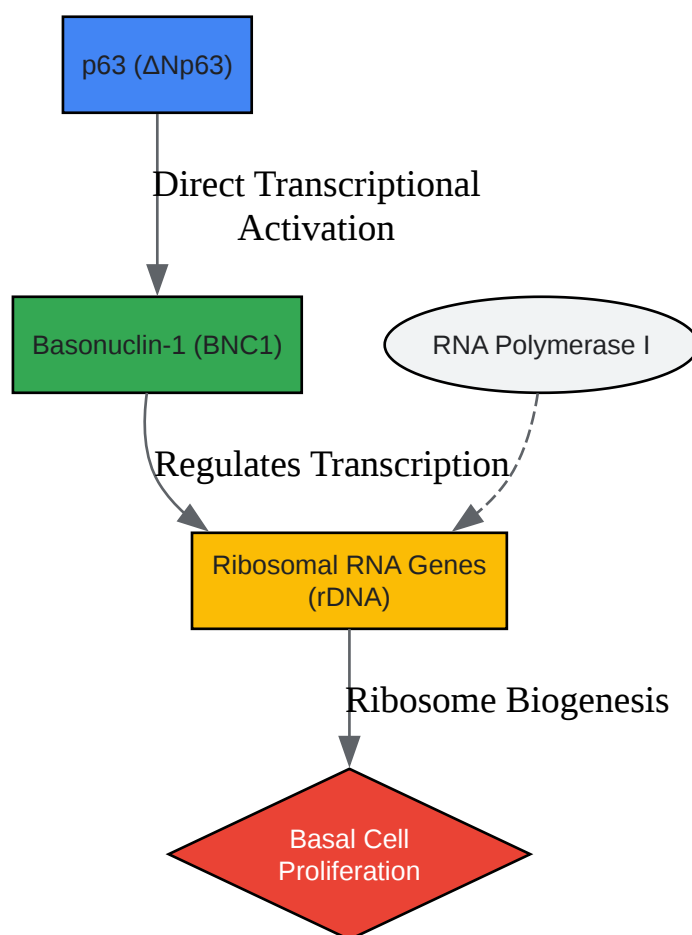 p63 (ΔNp63)
Direct Transcriptional
Activation
Basonuclin-1 (BNC1)
RNA Polymerase I
Regulates Transcription
Ribosomal RNA Genes
(rDNA)
Ribosome Biogenesis
Basal Cell
Proliferation